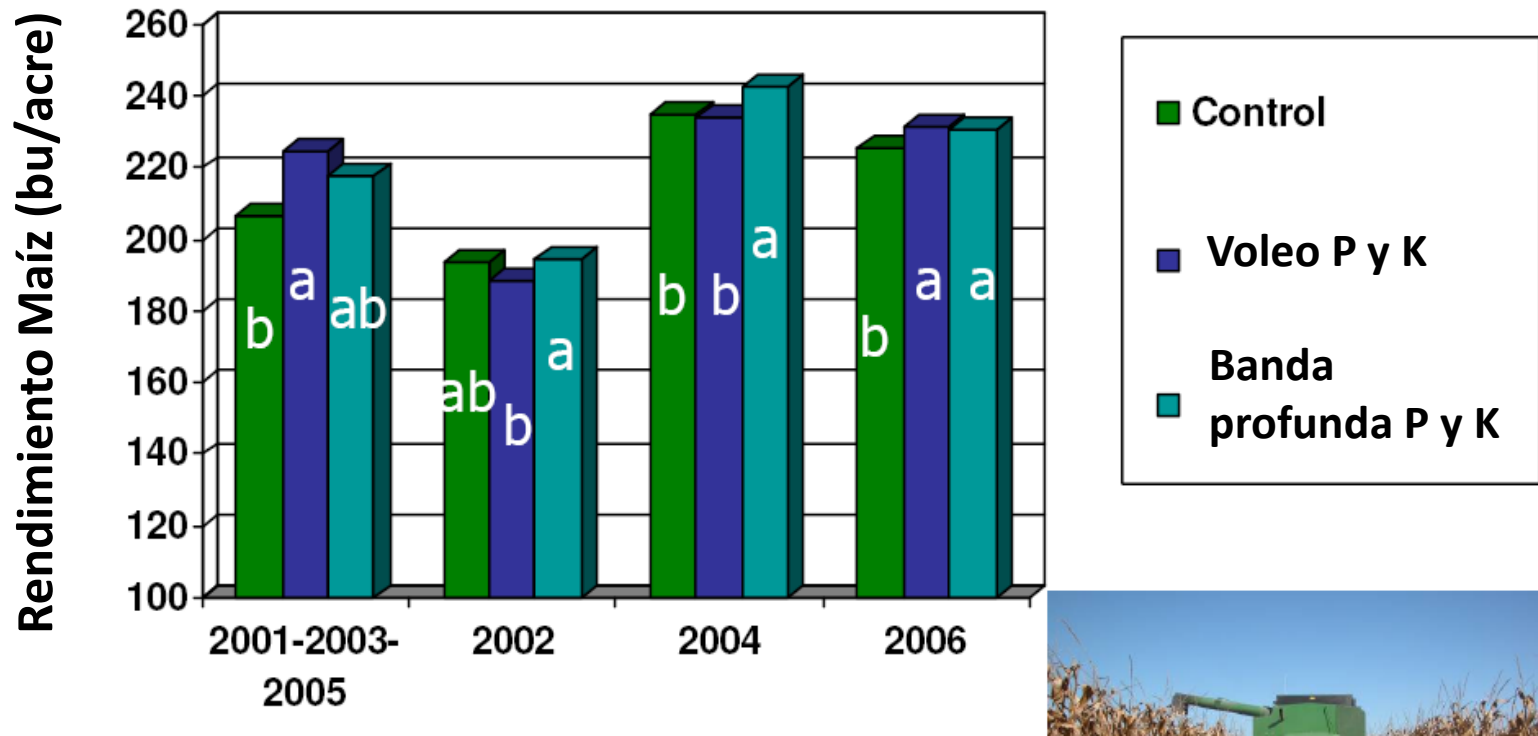 Rendimiento Maíz (bu/acre)
260
240
220
200
180
160
140
120
100
b
a
ab
ab
b
a
b
b
a
b
a
a
2001-2003-
2005
2002
2004
2006
Control
Voleo P y K
Banda
profunda P y K